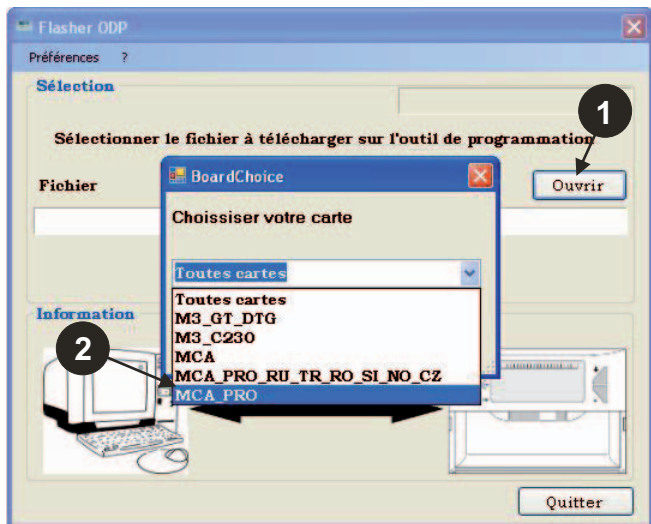 Flasher ODP
Préférences ?
Sélection
1
Sélectionner le fichier à télécharger sur l'outil de programmation
Fichier
Ouvrir
BoardChoice
Choissiser votre carte
Toutes cartes
Toutes cartes
M3_GT_DTG
M3_C230
MCA
MCA_PRO_RU_TR_RO_SI_NO_CZ
MCA_PRO
Information
2
Quitter